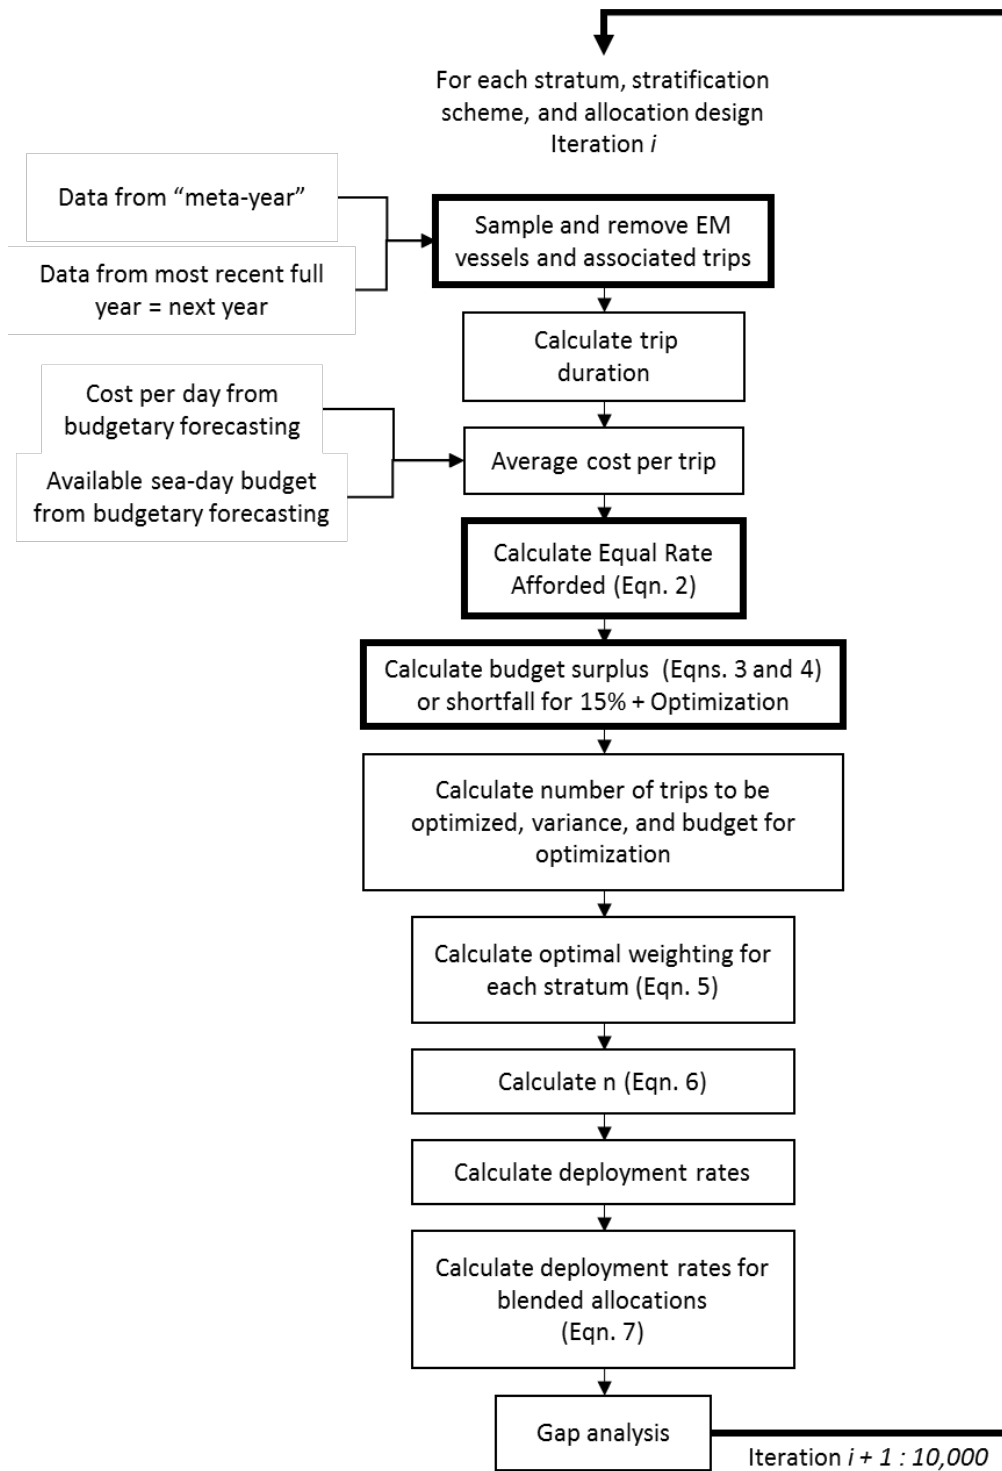 For each stratum, stratification
scheme, and allocation design
Iteration i
Data from “meta-year”
Data from most recent full
year = next year
Sample and remove EM
vessels and associated trips
Calculate trip
duration
Cost per day from
budgetary forecasting
Available sea-day budget
from budgetary forecasting
Average cost per trip
Calculate Equal Rate
Afforded (Eqn. 2)
Calculate budget surplus (Eqns. 3 and 4)
or shortfall for 15% + Optimization
Calculate number of trips to be
optimized, variance, and budget for
optimization
Calculate optimal weighting for
each stratum (Eqn. 5)
Calculate n (Eqn. 6)
Calculate deployment rates
Calculate deployment rates for
blended allocations
(Eqn. 7)
Gap analysis
Iteration i + 1 : 10,000